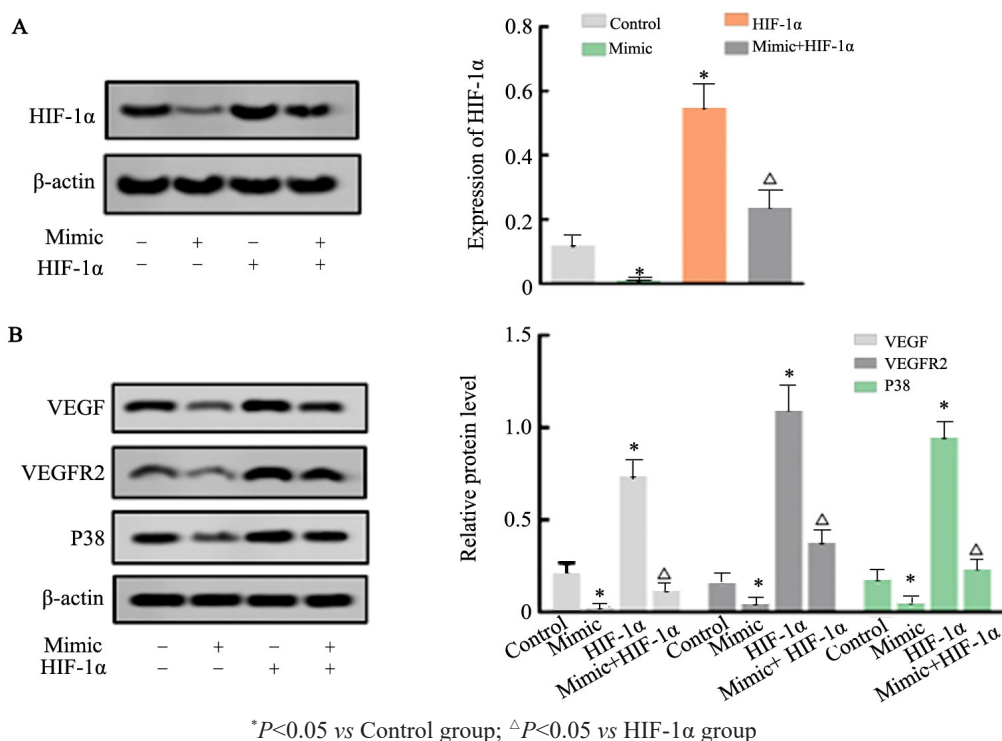 A
HIF-1α
β-actin
Mimic – + – +
HIF-1α – – + +
Control HIF-1α
Mimic Mimic+HIF-1α
Expression of HIF-1α
0.8
0.6
0.4
0.2
0
*
*
△
B
VEGF
VEGFR2
P38
β-actin
Mimic – + – +
HIF-1α – – + +
VEGF
VEGFR2
P38
Relative protein level
1.5
1.0
0.5
0
*
*
△
*
*
△
*
*
△
Control
Mimic
HIF-1α
Mimic+HIF-1α
Control
Mimic
HIF-1α
Mimic+ HIF-1α
Control
Mimic
HIF-1α
Mimic+HIF-1α
*P<0.05 vs Control group; △P<0.05 vs HIF-1α group